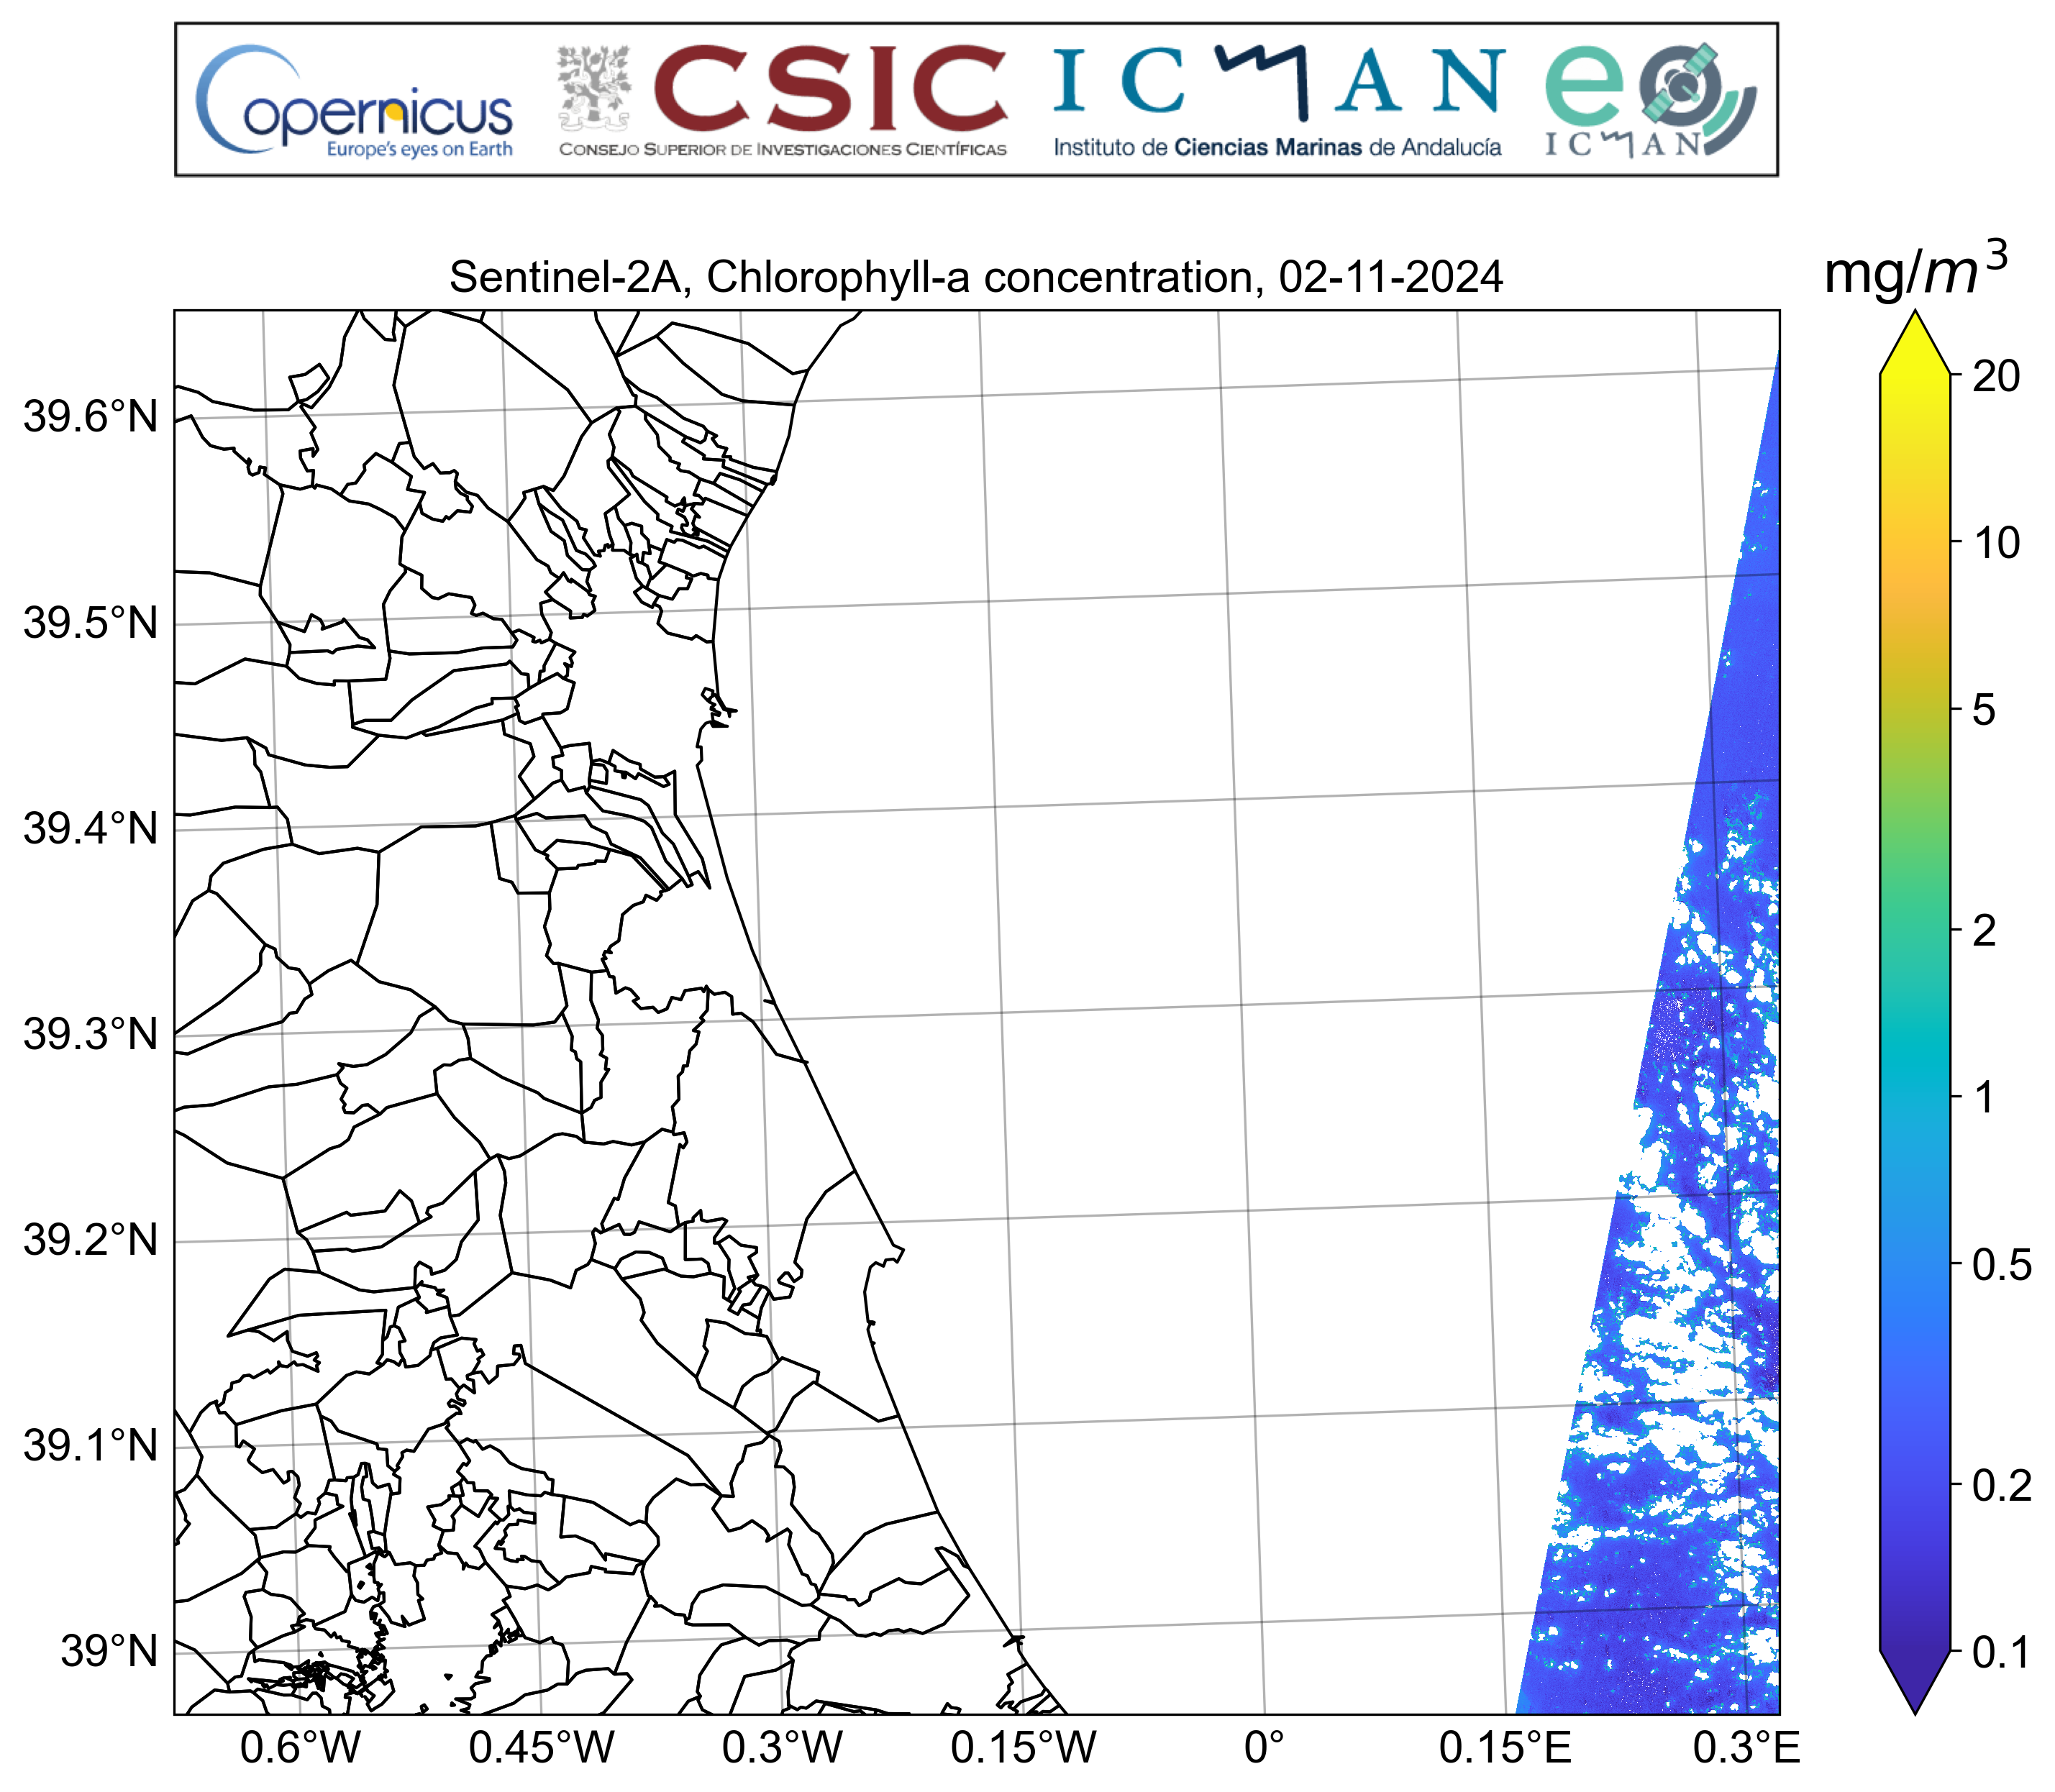 Copernicus
Europe's eyes on Earth
CSIC
CONSEJO SUPERIOR DE INVESTIGACIONES CIENTÍFICAS
ICMAN
Instituto de Ciencias Marinas de Andalucía
eo
ICMAN
Sentinel-2A, Chlorophyll-a concentration, 02-11-2024
mg/m³
39.6°N
39.5°N
39.4°N
39.3°N
39.2°N
39.1°N
39°N
0.6°W
0.45°W
0.3°W
0.15°W
0°
0.15°E
0.3°E
20
10
5
2
1
0.5
0.2
0.1